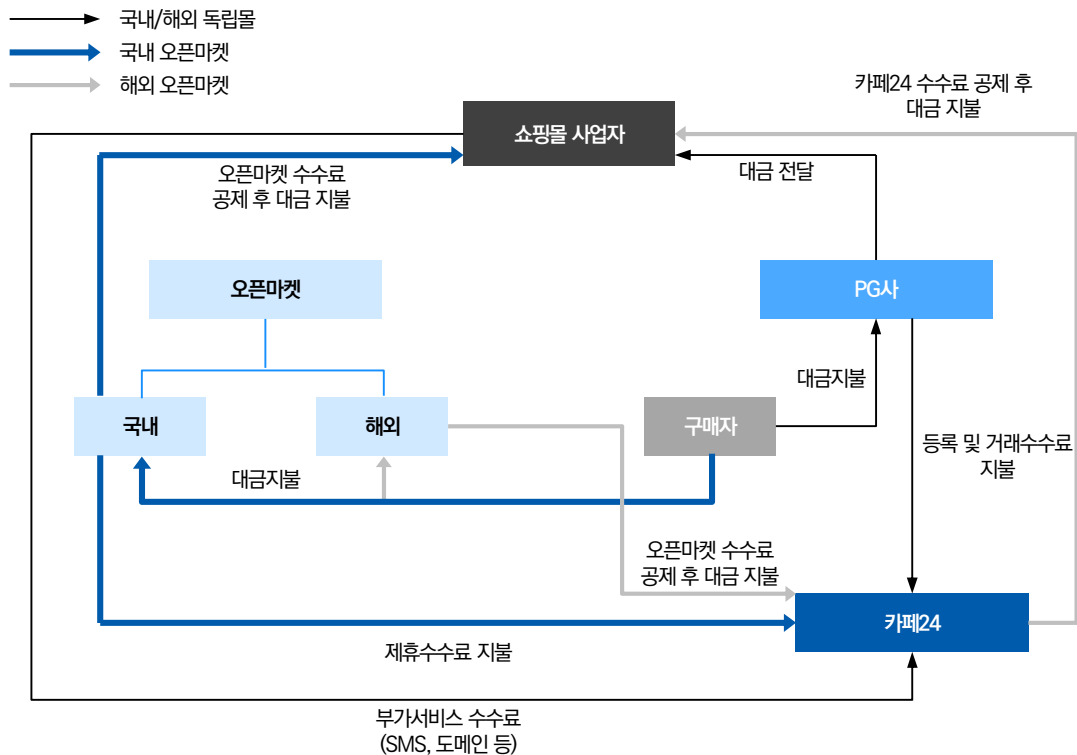 국내/해외 독립몰
국내 오픈마켓
해외 오픈마켓
카페24 수수료 공제 후
대금 지불
쇼핑몰 사업자
오픈마켓 수수료
공제 후 대금 지불
대금 전달
오픈마켓
PG사
대금지불
국내
해외
구매자
등록 및 거래수수료
지불
대금지불
오픈마켓 수수료
공제 후 대금 지불
카페24
제휴수수료 지불
부가서비스 수수료
(SMS, 도메인 등)